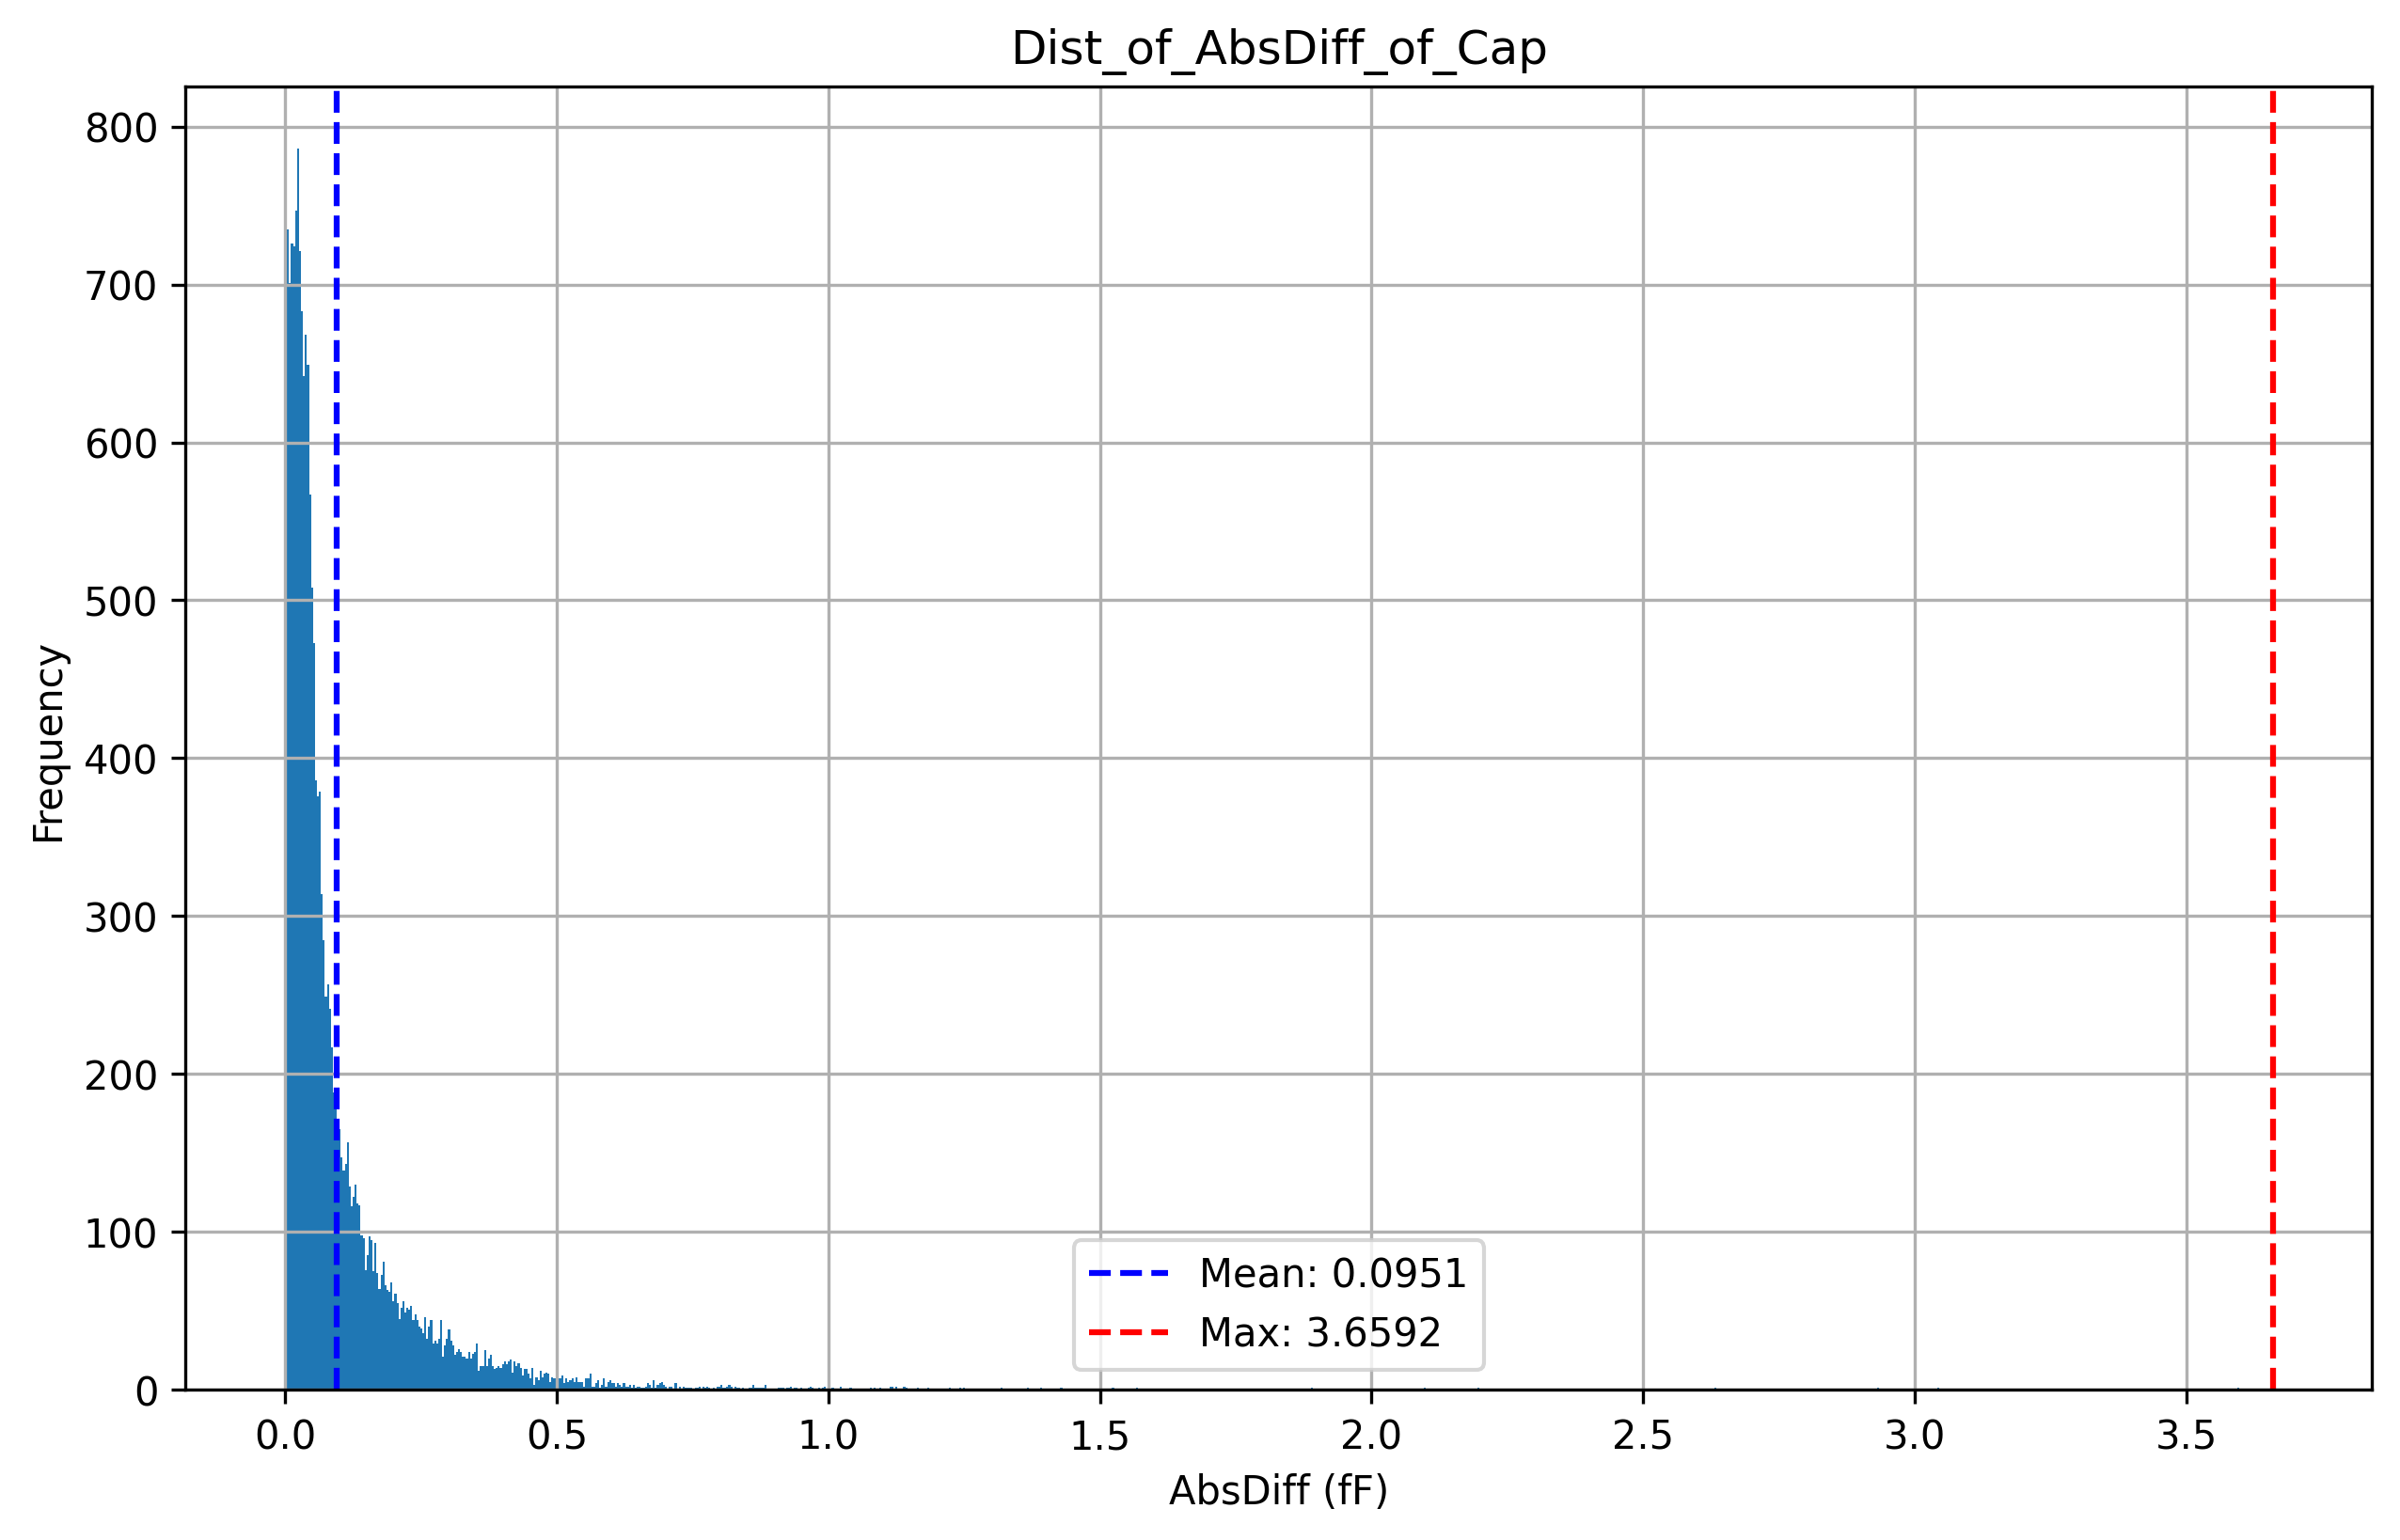 Dist_of_AbsDiff_of_Cap
Frequency
800
700
600
500
400
300
200
100
0
0.0 0.5 1.0 1.5 2.0 2.5 3.0 3.5
AbsDiff (fF)
Mean: 0.0951
Max: 3.6592